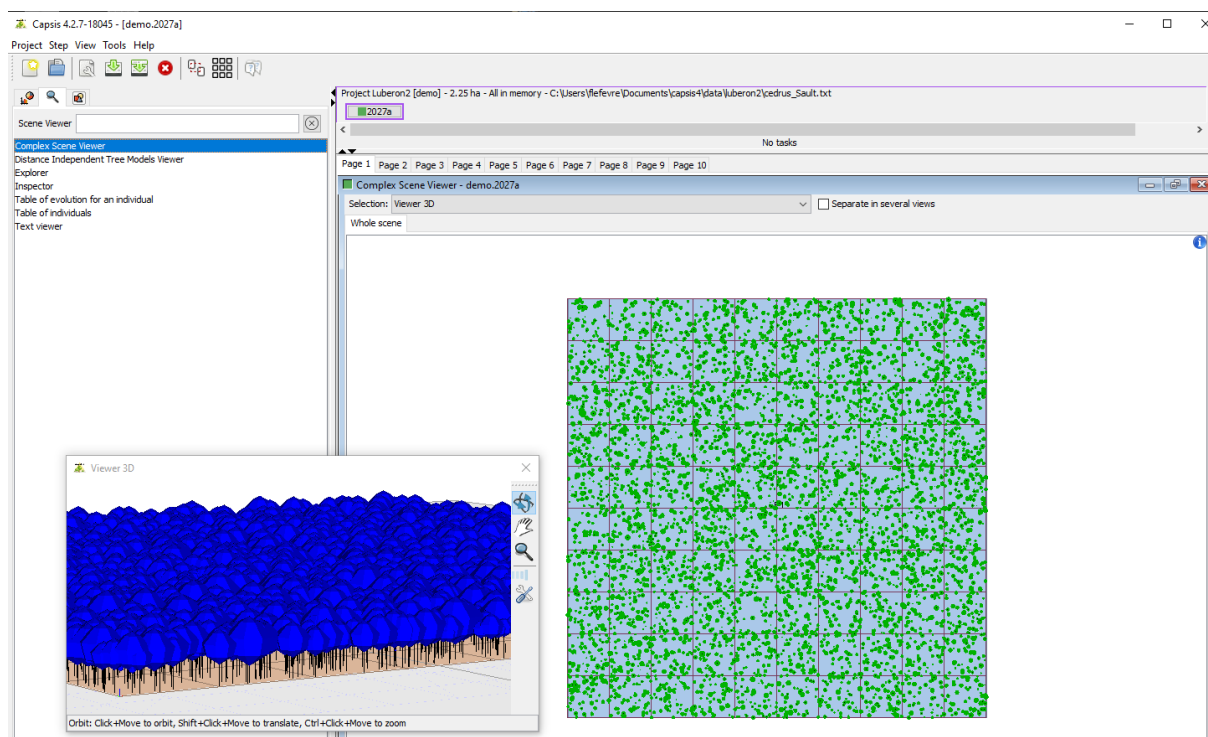 Capsis 4.2.7-18045 - [demo.2027a]
Project Step View Tools Help
Project Luberon2 [demo] - 2.25 ha - All in memory - C:\Users\flefevre\Documents\capsis4\data\luberon2\cedrus_Sault.txt
2027a
No tasks
Scene Viewer
Complex Scene Viewer
Distance Independent Tree Models Viewer
Explorer
Inspector
Table of evolution for an individual
Table of individuals
Text viewer
Page 1 Page 2 Page 3 Page 4 Page 5 Page 6 Page 7 Page 8 Page 9 Page 10
Complex Scene Viewer - demo.2027a
Selection: Viewer 3D
Separate in several views
Whole scene
Viewer 3D
Orbit: Click+Move to orbit, Shift+Click+Move to translate, Ctrl+Click+Move to zoom